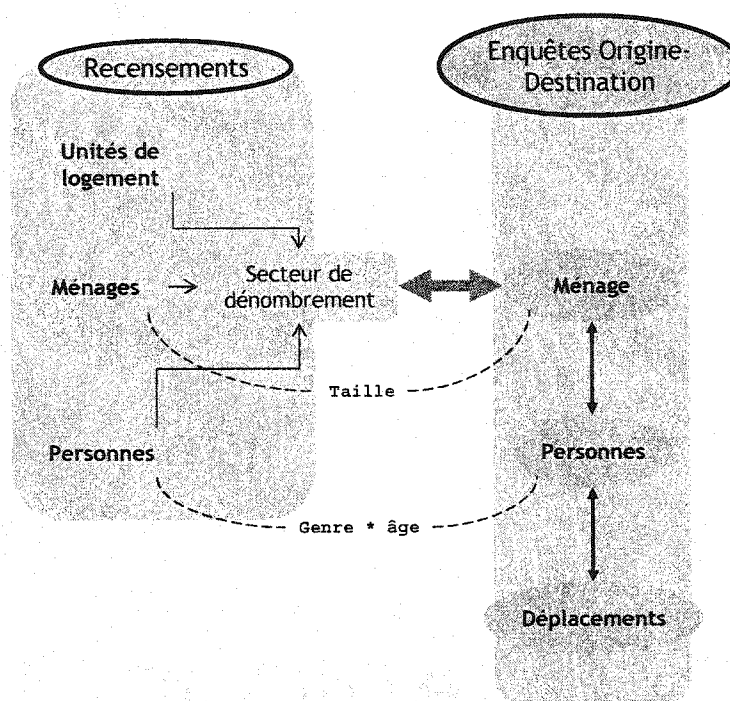 Recensements
Enquêtes Origine-
Destination
Unités de
logement
Ménages
Secteur de
dénombrement
Ménage
Taille
Personnes
Personnes
Genre * âge
Déplacements